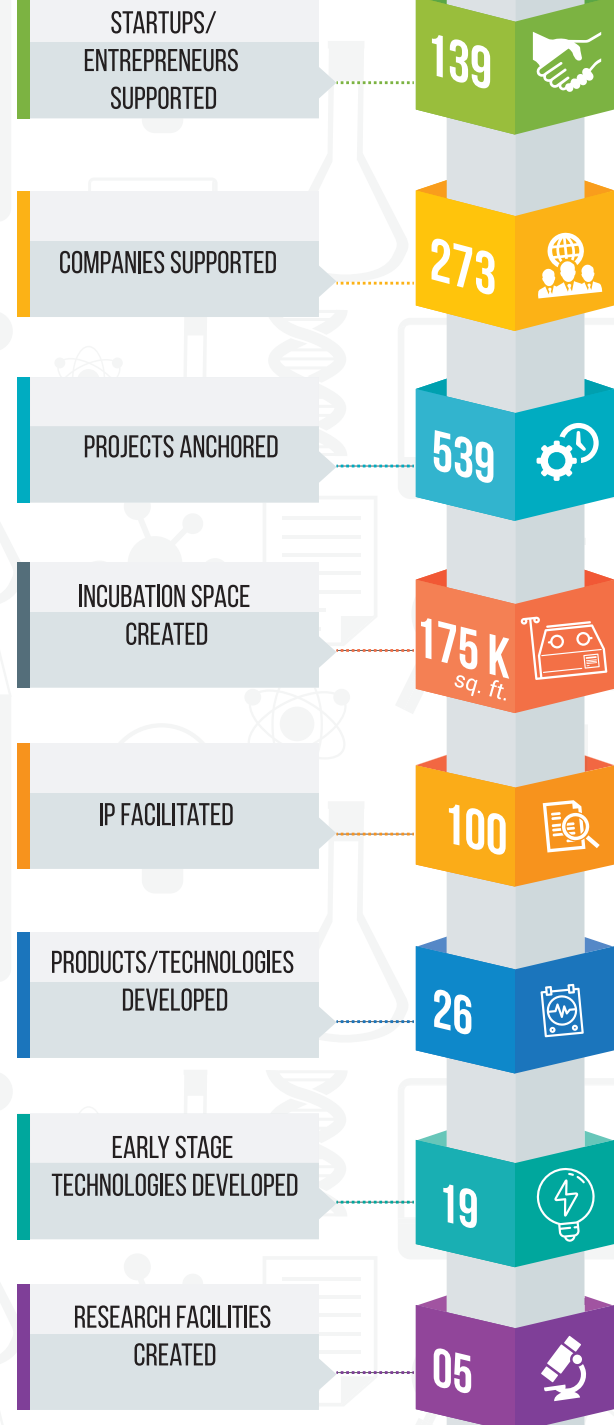 STARTUPS/
ENTREPRENEURS
SUPPORTED
139
COMPANIES SUPPORTED
273
PROJECTS ANCHORED
539
INCUBATION SPACE
CREATED
175 K
sq. ft.
IP FACILITATED
100
PRODUCTS/TECHNOLOGIES
DEVELOPED
26
EARLY STAGE
TECHNOLOGIES DEVELOPED
19
RESEARCH FACILITIES
CREATED
05